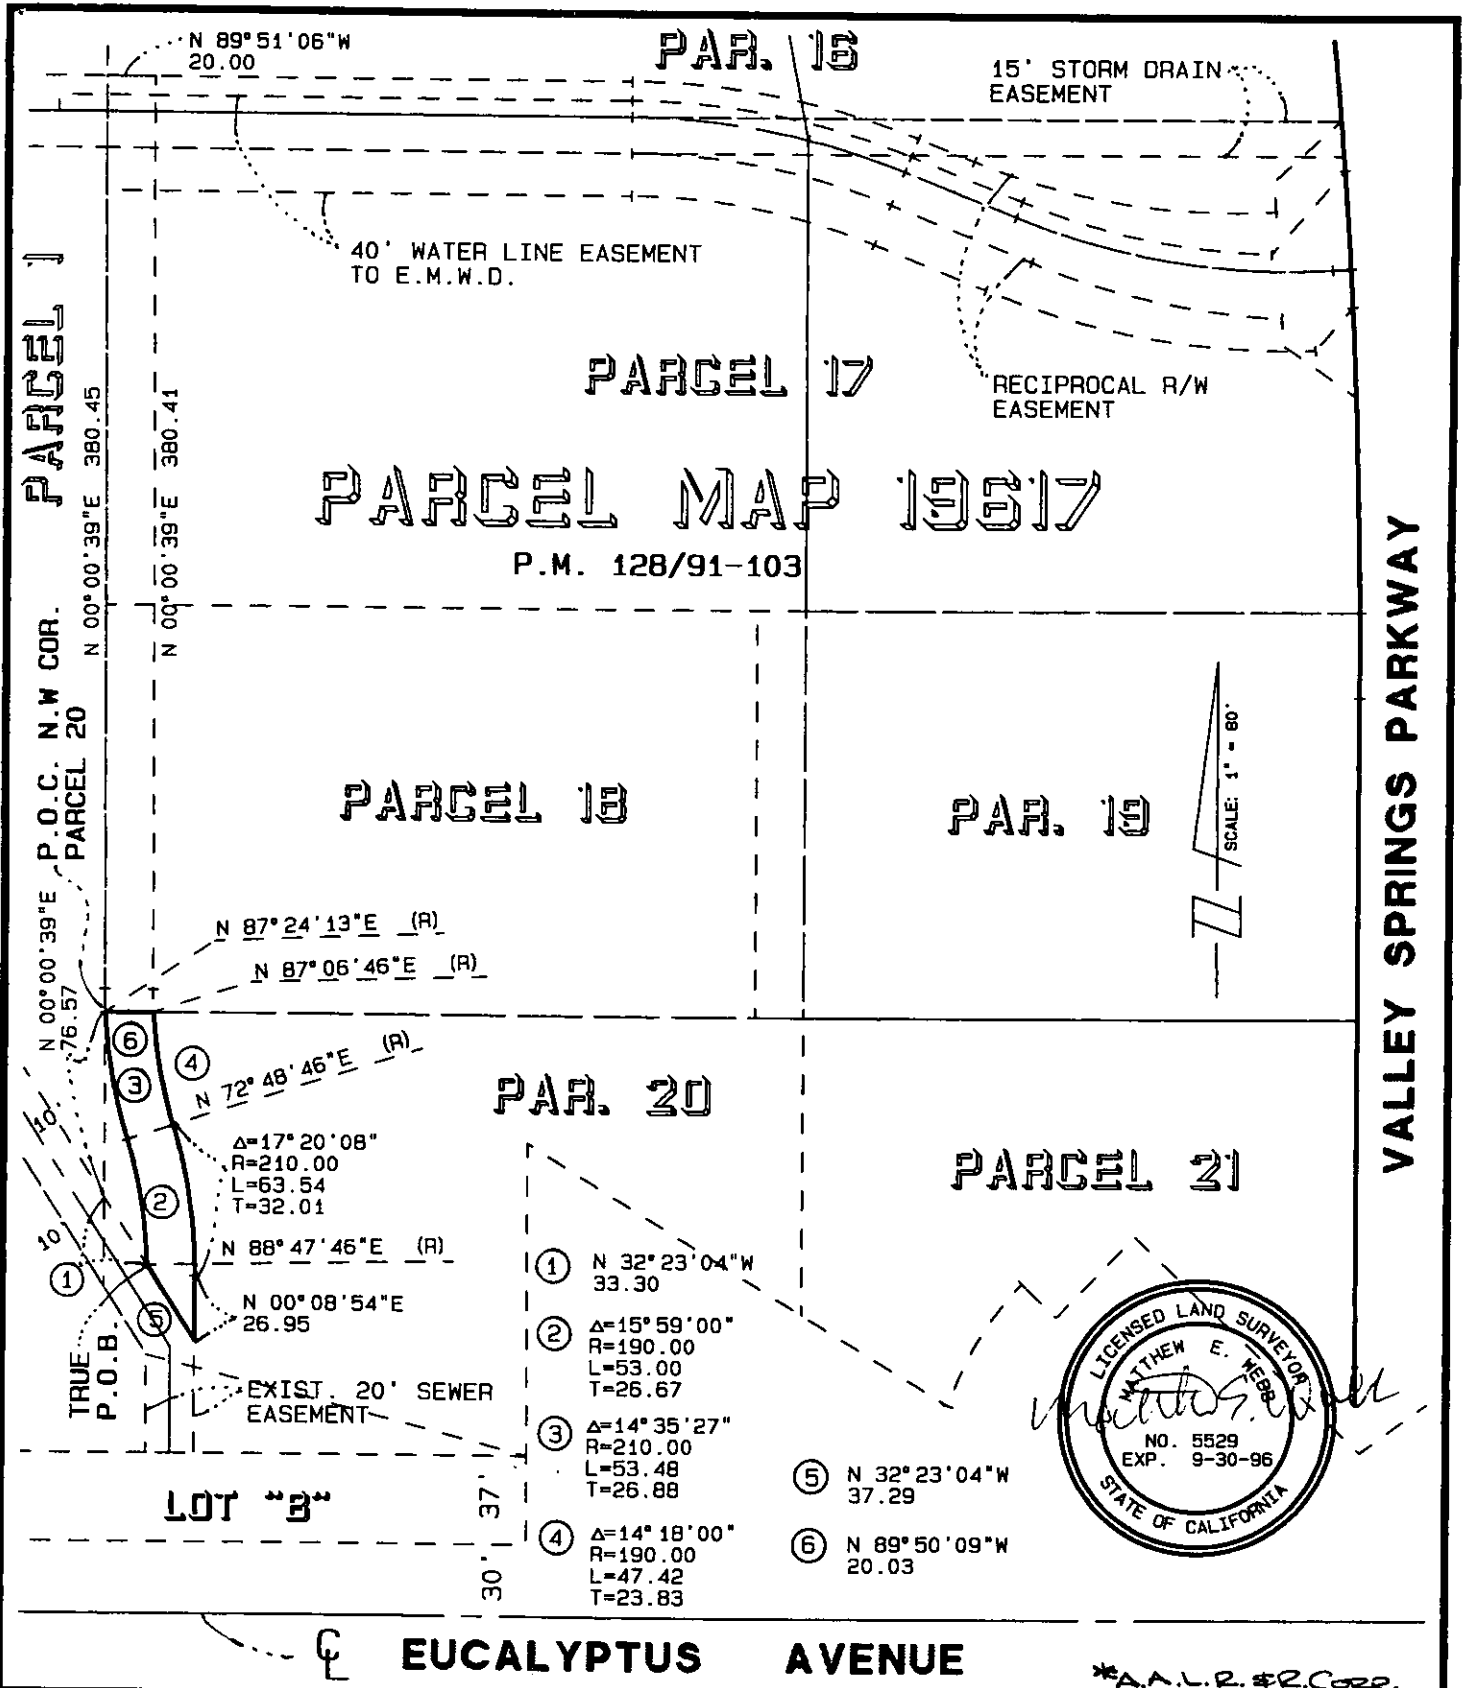 N 89°51'06"W
20.00
PAR. 16
15' STORM DRAIN
EASEMENT
40' WATER LINE EASEMENT
TO E.M.W.D.
PARCEL 1
N 00°00'39"E 380.45
N 00°00'39"E 380.41
PARCEL 17
RECIPROCAL R/W
EASEMENT
PARCEL MAP 19617
P.M. 128/91-103
VALLEY SPRINGS PARKWAY
P.O.C. N.W COR.
PARCEL 20
N 00°00'39"E
76.57
PARCEL 18
PAR. 19
SCALE: 1" = 80'
N
N 87°24'13"E (R)
N 87°06'46"E (R)
6
4
3
N 72°48'46"E (R)
PAR. 20
10'
Δ=17°20'08"
R=210.00
L=63.54
T=32.01
PARCEL 21
2
10'
N 88°47'46"E (R)
1
N 00°08'54"E
26.95
5
TRUE
P.O.B.
EXIST. 20' SEWER
EASEMENT
1 N 32°23'04"W
33.30
2 Δ=15°59'00"
R=190.00
L=53.00
T=26.67
3 Δ=14°35'27"
R=210.00
L=53.48
T=26.88
4 Δ=14°18'00"
R=190.00
L=47.42
T=23.83
5 N 32°23'04"W
37.29
6 N 89°50'09"W
20.03
LICENSED LAND SURVEYOR
MATTHEW E. WEBB
NO. 5529
EXP. 9-30-96
STATE OF CALIFORNIA
LOT "B"
37'
30'
CL EUCALYPTUS AVENUE
*A.A.L.R. & R. CORP.